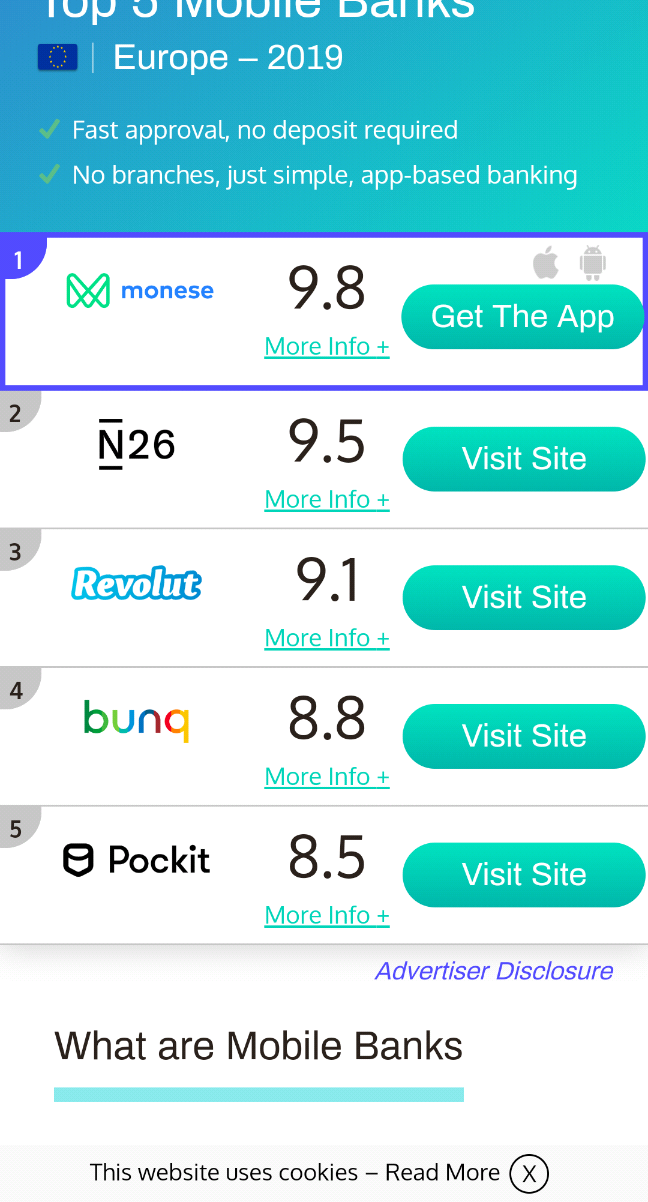 Top 5 Mobile Banks
Europe – 2019
Fast approval, no deposit required
No branches, just simple, app-based banking
1
monese
9.8
Get The App
More Info +
2
N26
9.5
Visit Site
More Info +
3
Revolut
9.1
Visit Site
More Info +
4
bunq
8.8
Visit Site
More Info +
5
Pockit
8.5
Visit Site
More Info +
Advertiser Disclosure
What are Mobile Banks
This website uses cookies – Read More X